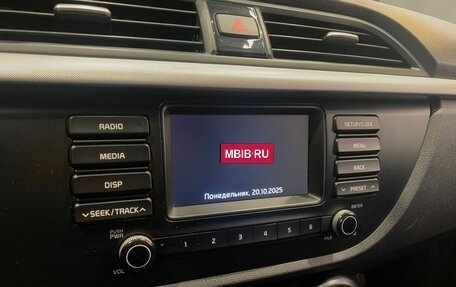 RADIO
MEDIA
DISP
SEEK/TRACK
PUSH
PWR
VOL
MBIB.RU
Понедельник, 20.10.2025
1 2 3 4 5 6
SETUP/CLOCK
MENU
BACK
PRESET
ENTER
FILE